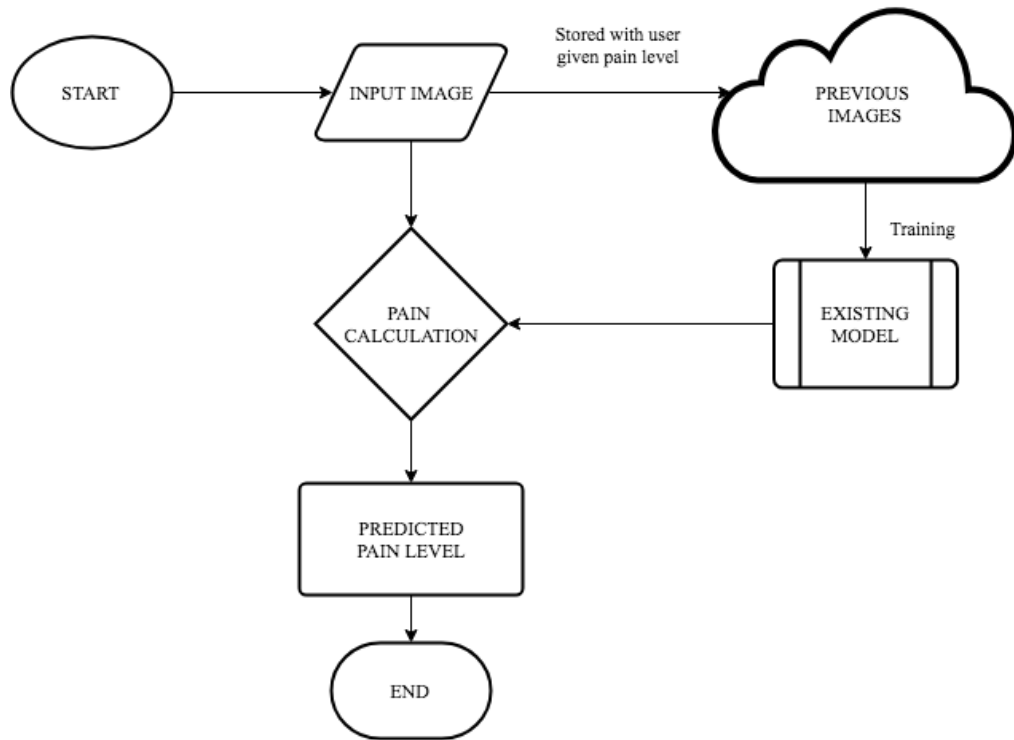 START
INPUT IMAGE
Stored with user
given pain level
PREVIOUS
IMAGES
Training
EXISTING
MODEL
PAIN
CALCULATION
PREDICTED
PAIN LEVEL
END